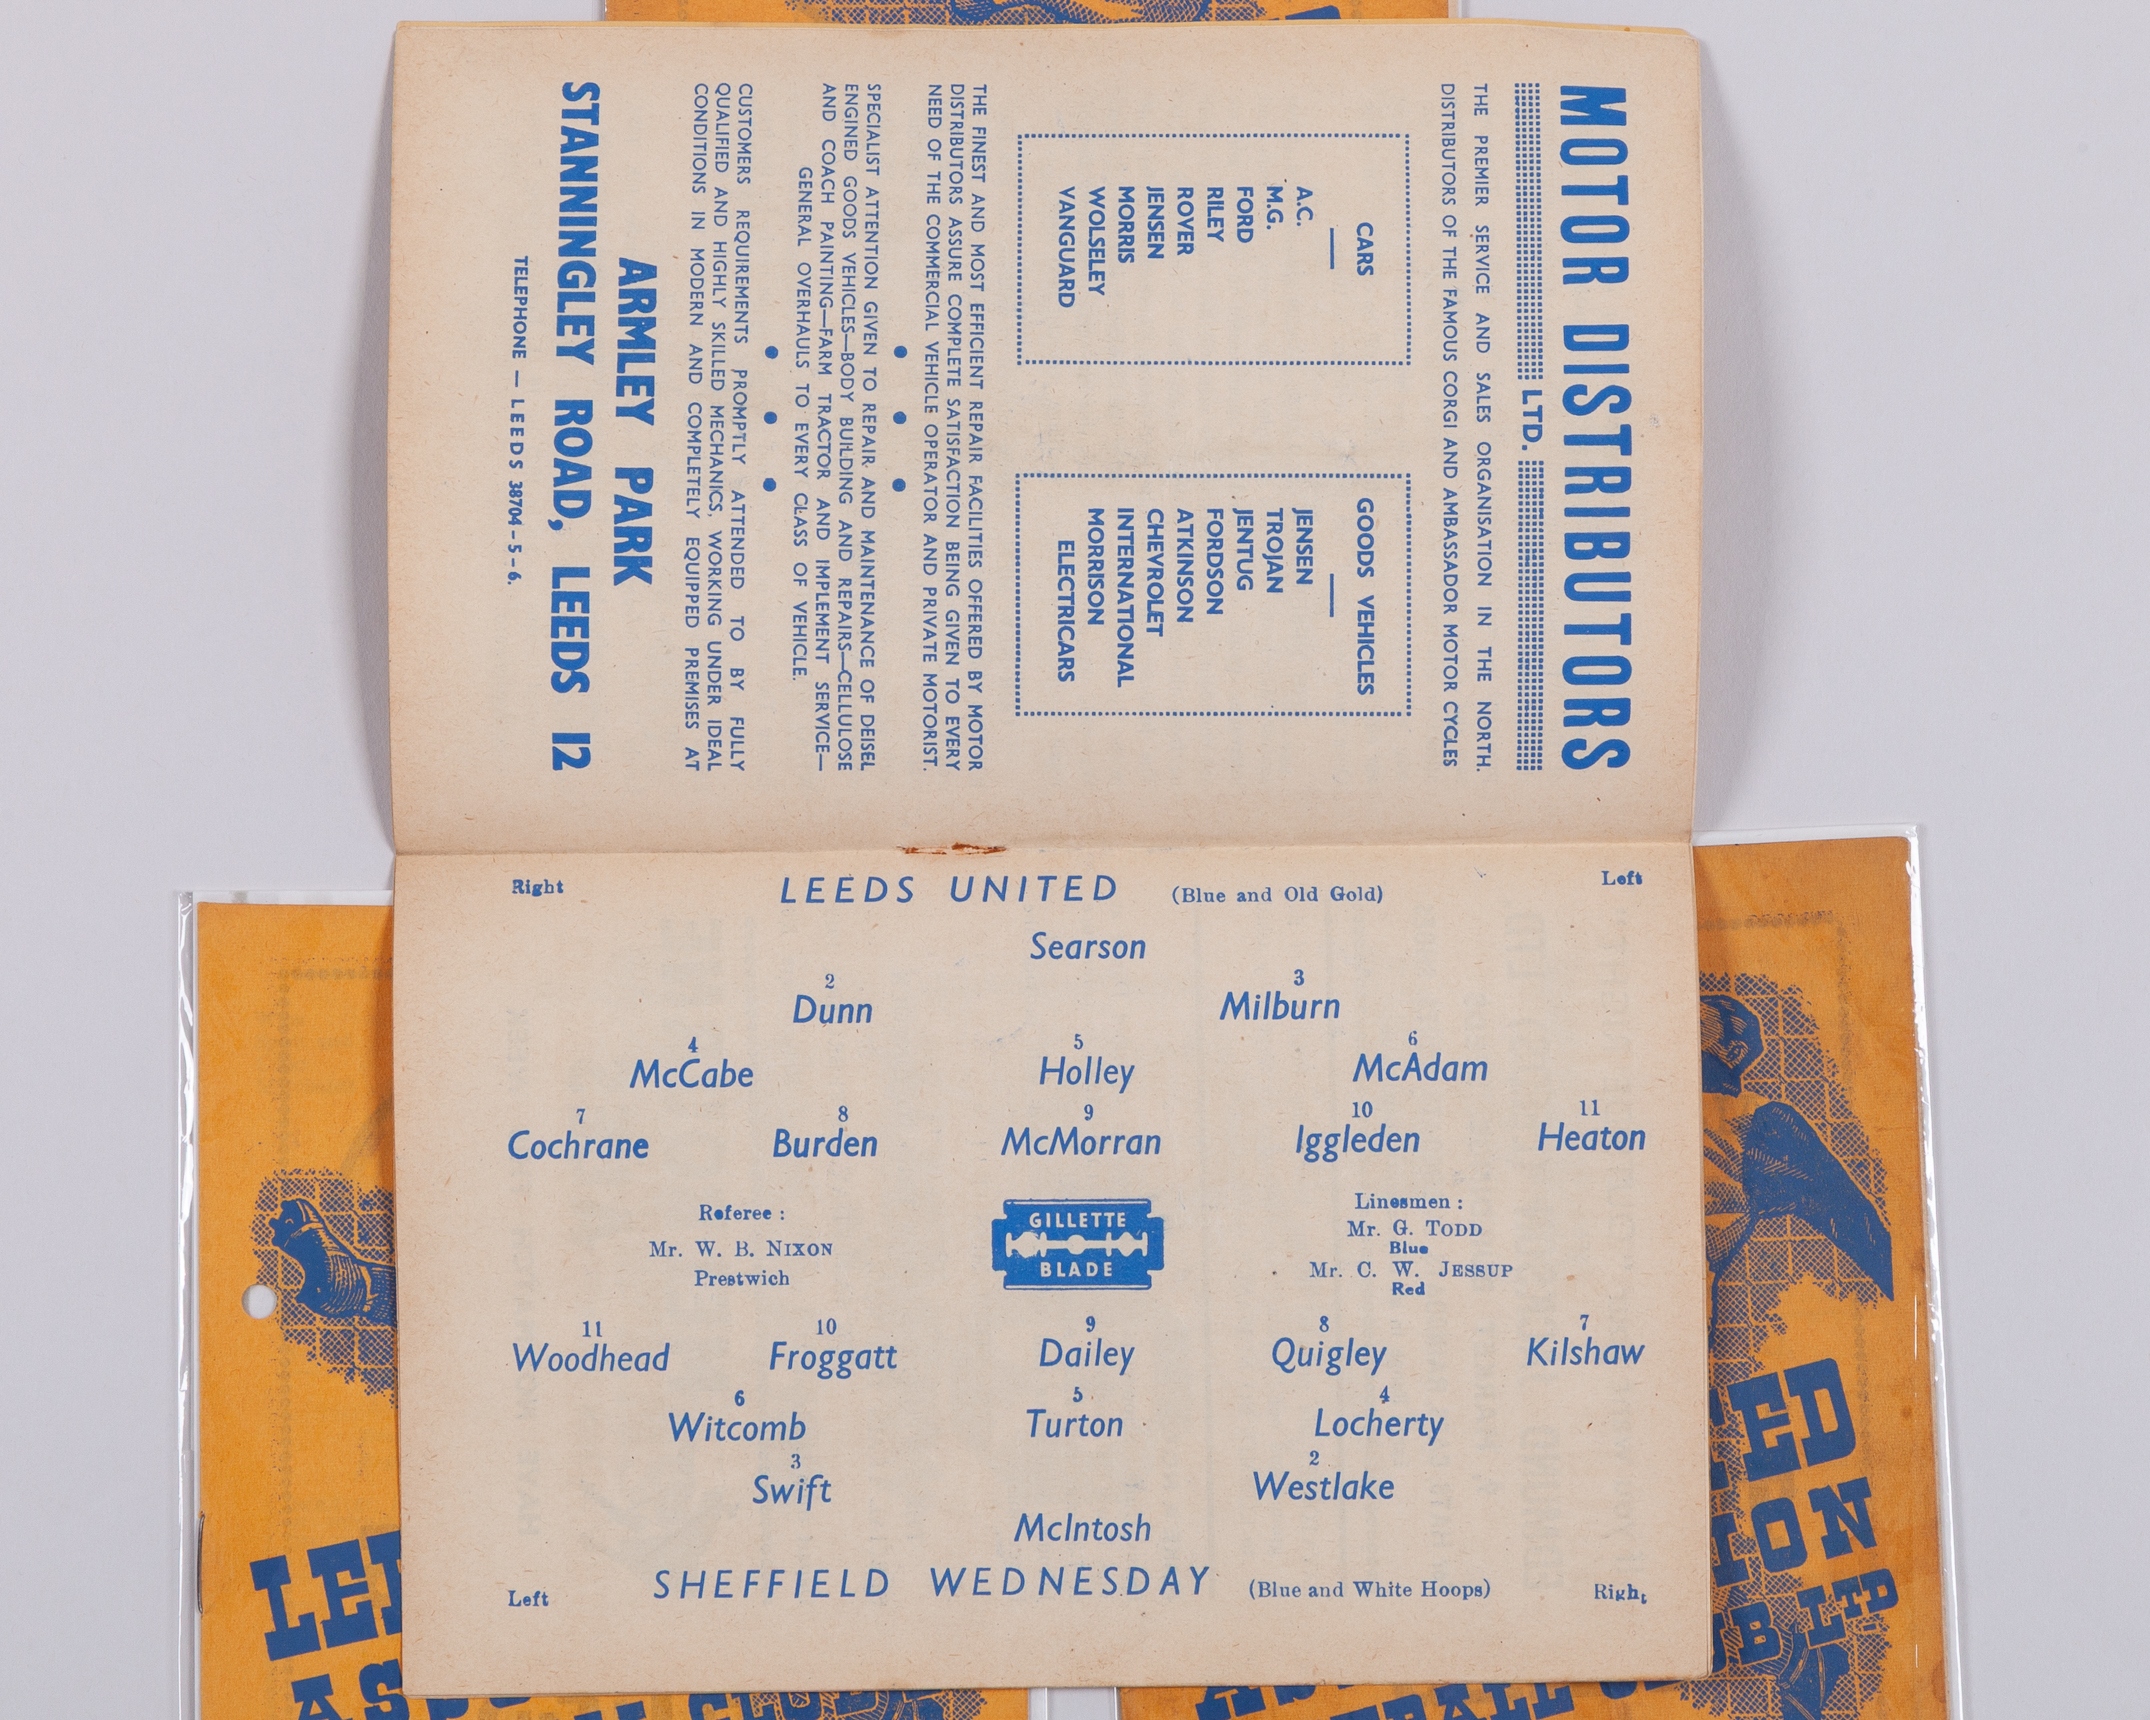 MOTOR DISTRIBUTORS
LTD.
THE PREMIER SERVICE AND SALES ORGANISATION IN THE NORTH.
DISTRIBUTORS OF THE FAMOUS CORGI AND AMBASSADOR MOTOR CYCLES
CARS
A.C.
M.G.
FORD
RILEY
ROVER
JENSEN
MORRIS
WOLSELEY
VANGUARD
GOODS VEHICLES
JENSEN
TROJAN
JENTUG
FORDSON
ATKINSON
CHEVROLET
INTERNATIONAL
MORRISON
ELECTRICARS
THE FINEST AND MOST EFFICIENT REPAIR FACILITIES OFFERED BY MOTOR
DISTRIBUTORS ASSURE COMPLETE SATISFACTION BEING GIVEN TO EVERY
NEED OF THE COMMERCIAL VEHICLE OPERATOR AND PRIVATE MOTORIST.
SPECIALIST ATTENTION GIVEN TO REPAIR AND MAINTENANCE OF DEISEL
ENGINED GOODS VEHICLES—BODY BUILDING AND REPAIRS—CELLULOSE
AND COACH PAINTING—FARM TRACTOR AND IMPLEMENT SERVICE—
GENERAL OVERHAULS TO EVERY CLASS OF VEHICLE.
CUSTOMERS REQUIREMENTS PROMPTLY ATTENDED TO BY FULLY
QUALIFIED AND HIGHLY SKILLED MECHANICS, WORKING UNDER IDEAL
CONDITIONS IN MODERN AND COMPLETELY EQUIPPED PREMISES AT
ARMLEY PARK
STANNINGLEY ROAD, LEEDS 12
TELEPHONE — LEEDS 38704-5-6.
Right LEEDS UNITED (Blue and Old Gold) Left
Searson
2 3
Dunn Milburn
4 5 6
McCabe Holley McAdam
7 8 9 10 11
Cochrane Burden McMorran Iggleden Heaton
Referee :
Mr. W. B. NIXON
Prestwich
GILLETTE
BLADE
Linesmen :
Mr. G. TODD
Blue
Mr. C. W. JESSUP
Red
11 10 9 8 7
Woodhead Froggatt Dailey Quigley Kilshaw
6 5 4
Witcomb Turton Locherty
3 2
Swift Westlake
McIntosh
Left SHEFFIELD WEDNESDAY (Blue and White Hoops) Right